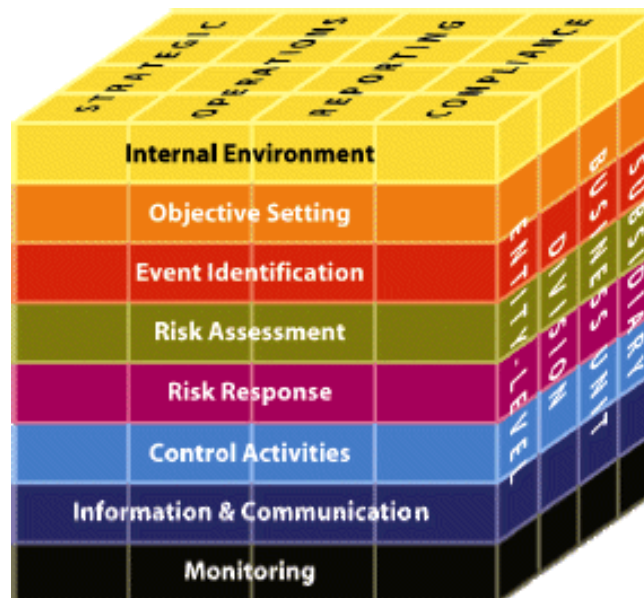 STRATEGIC
OPERATIONS
REPORTING
COMPLIANCE
Internal Environment
Objective Setting
Event Identification
Risk Assessment
Risk Response
Control Activities
Information & Communication
Monitoring
ENTITY-LEVEL
DIVISION
BUSINESS UNIT
SUBSIDIARY